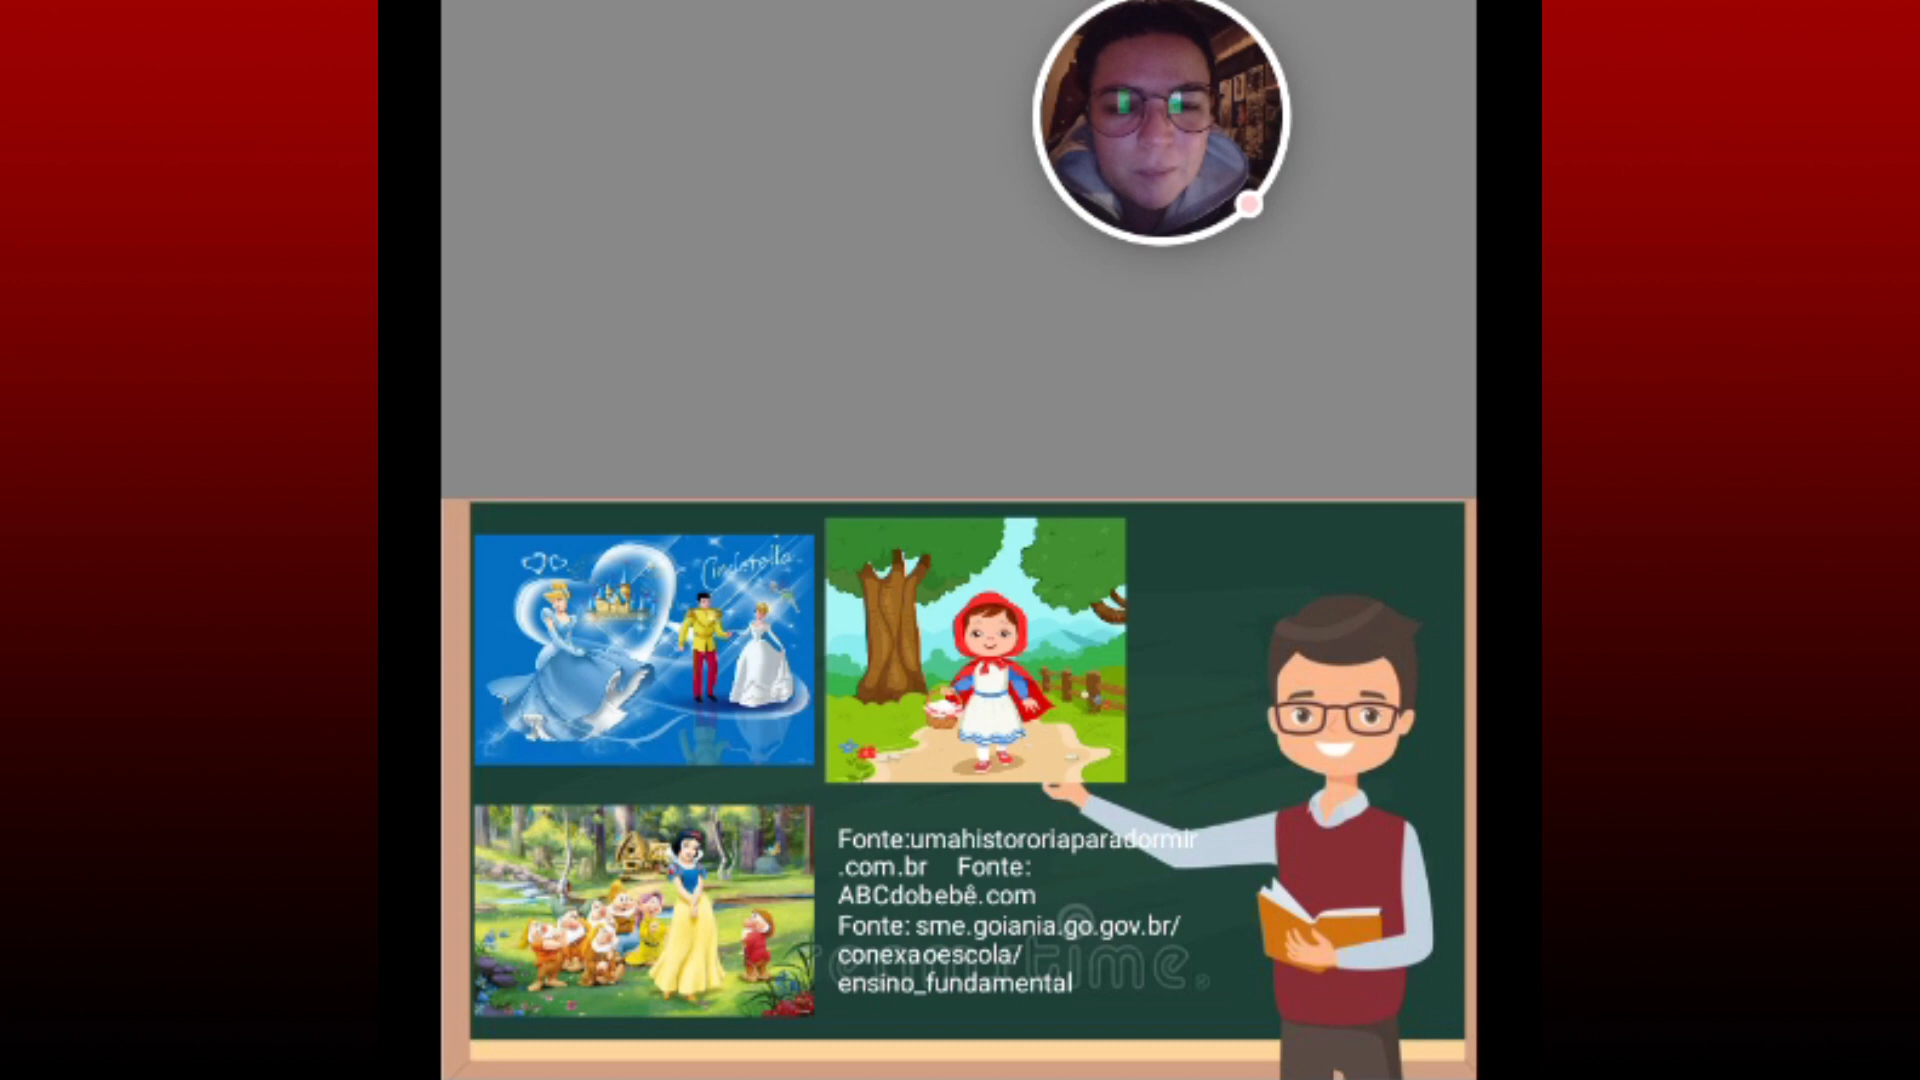 Cinderella
Fonte:umahistororiaparadormir
.com.br Fonte:
ABCdobebê.com
Fonte: sme.goiania.go.gov.br/
conexaoescola/
ensino_fundamental